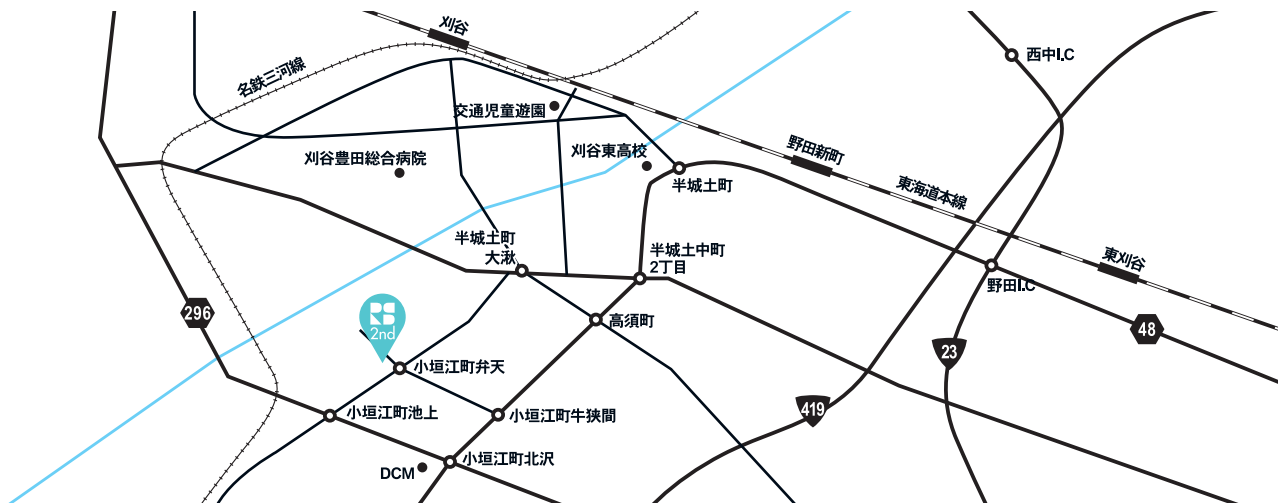 刈谷
西中I.C
名鉄三河線
交通児童遊園
野田新町
刈谷豊田総合病院
刈谷東高校
半城土町
東海道本線
半城土町
大湫
半城土中町
2丁目
東刈谷
野田I.C
296
RS
2nd
高須町
48
23
小垣江町弁天
419
小垣江町池上
小垣江町牛狭間
小垣江町北沢
DCM